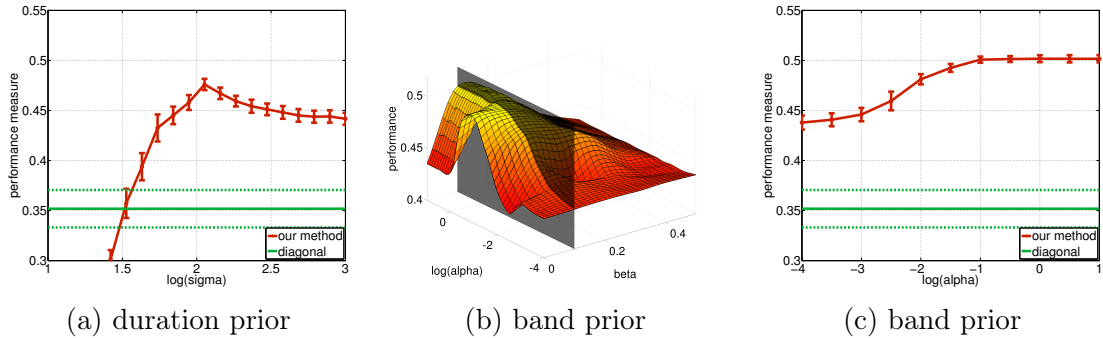 0.55
0.5
0.45
0.4
0.35
0.3
performance measure
1
1.5
2
2.5
3
log(sigma)
our method
diagonal
(a) duration prior
0.5
0.45
0.4
performance
0
-2
-4
log(alpha)
0
0.2
0.4
beta
(b) band prior
0.55
0.5
0.45
0.4
0.35
0.3
performance measure
-4
-3
-2
-1
0
1
log(alpha)
our method
diagonal
(c) band prior